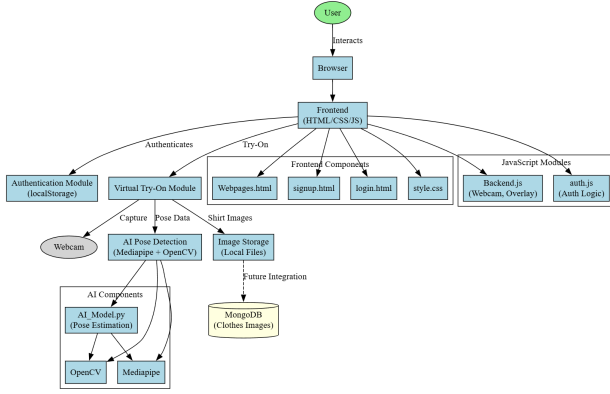 User
Interacts
Browser
Frontend
(HTML/CSS/JS)
Authenticates
Try-On
Frontend Components
JavaScript Modules
Authentication Module
(localStorage)
Virtual Try-On Module
Webpages.html
signup.html
login.html
style.css
Backend.js
(Webcam, Overlay)
auth.js
(Auth Logic)
Capture
Pose Data
Shirt Images
Webcam
AI Pose Detection
(Mediapipe + OpenCV)
Image Storage
(Local Files)
Future Integration
AI Components
AI_Model.py
(Pose Estimation)
MongoDB
(Clothes Images)
OpenCV
Mediapipe